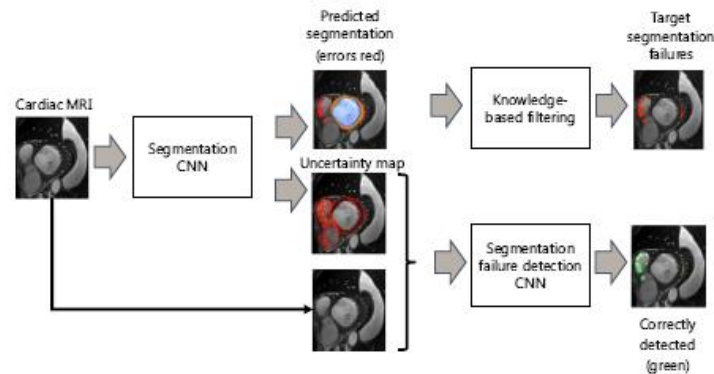 Predicted
segmentation
(errors red)
Target
segmentation
failures
Cardiac MRI
Segmentation
CNN
Knowledge-
based filtering
Uncertainty map
Segmentation
failure detection
CNN
Correctly
detected
(green)